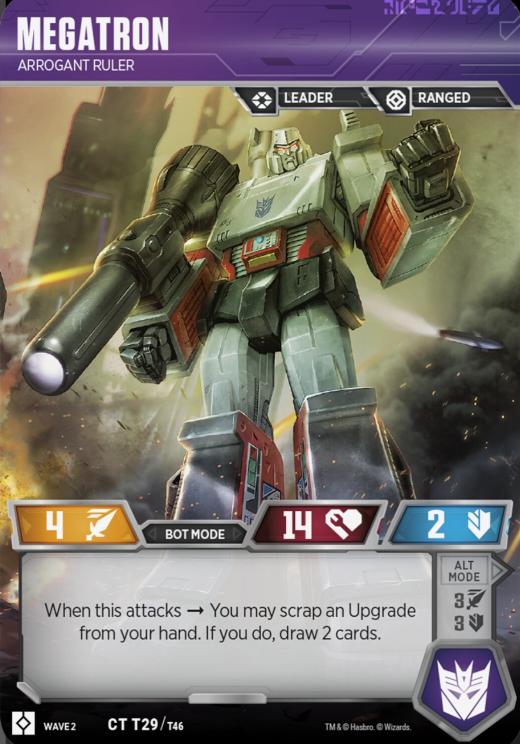 MEGATRON
ARROGANT RULER
LEADER
RANGED
4
BOT MODE
14
2
When this attacks → You may scrap an Upgrade
from your hand. If you do, draw 2 cards.
ALT
MODE
3
3
WAVE 2
CT T29/T46
TM & © Hasbro. © Wizards.